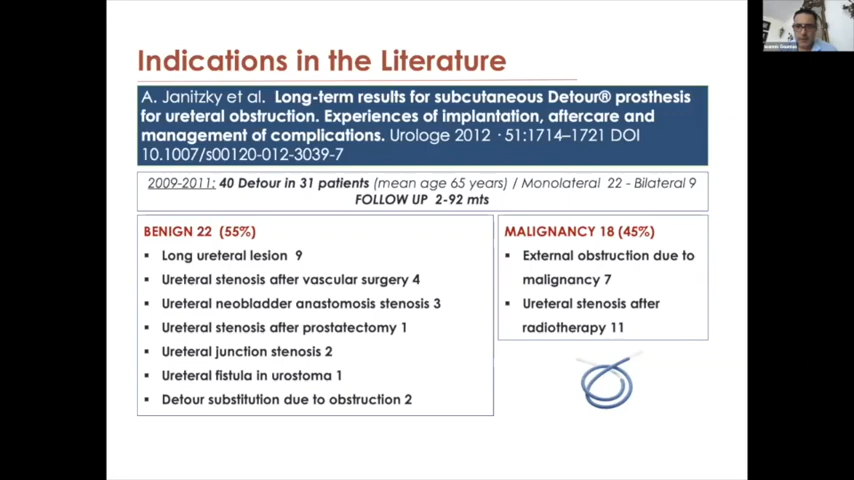 Indications in the Literature
A. Janitzky et al. Long-term results for subcutaneous Detour® prosthesis
for ureteral obstruction. Experiences of implantation, aftercare and
management of complications. Urologe 2012 · 51:1714–1721 DOI
10.1007/s00120-012-3039-7
2009-2011: 40 Detour in 31 patients (mean age 65 years) / Monolateral 22 - Bilateral 9
FOLLOW UP 2-92 mts
BENIGN 22 (55%)
▪ Long ureteral lesion 9
▪ Ureteral stenosis after vascular surgery 4
▪ Ureteral neobladder anastomosis stenosis 3
▪ Ureteral stenosis after prostatectomy 1
▪ Ureteral junction stenosis 2
▪ Ureteral fistula in urostoma 1
▪ Detour substitution due to obstruction 2
MALIGNANCY 18 (45%)
▪ External obstruction due to
malignancy 7
▪ Ureteral stenosis after
radiotherapy 11